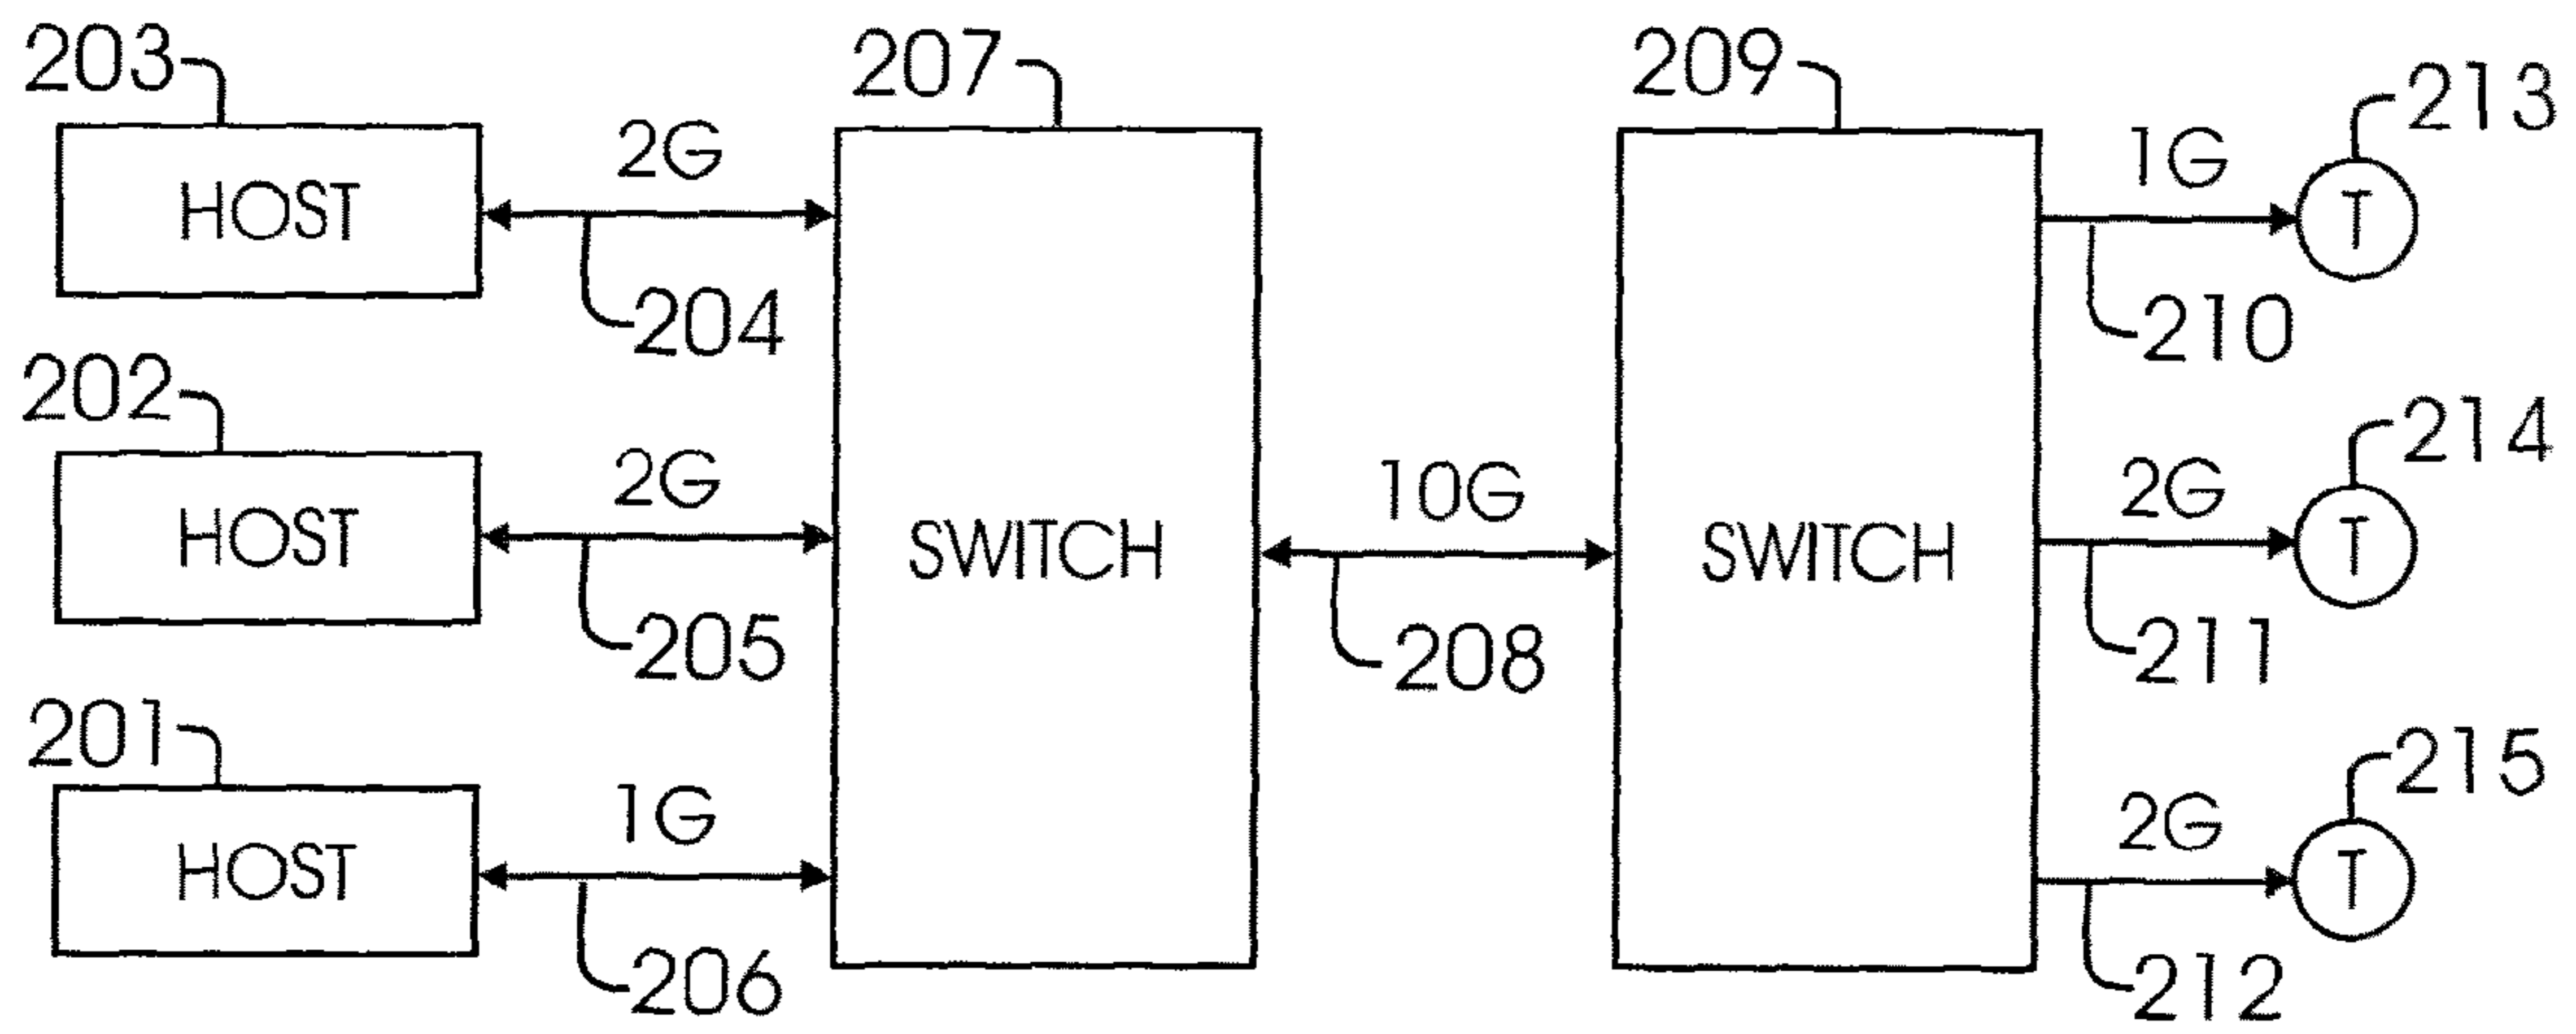 203 207 209 213
2G 1G
HOST T
204 210
202 214
2G 10G 2G
HOST SWITCH SWITCH T
205 208 211
201 215
1G 2G
HOST T
206 212